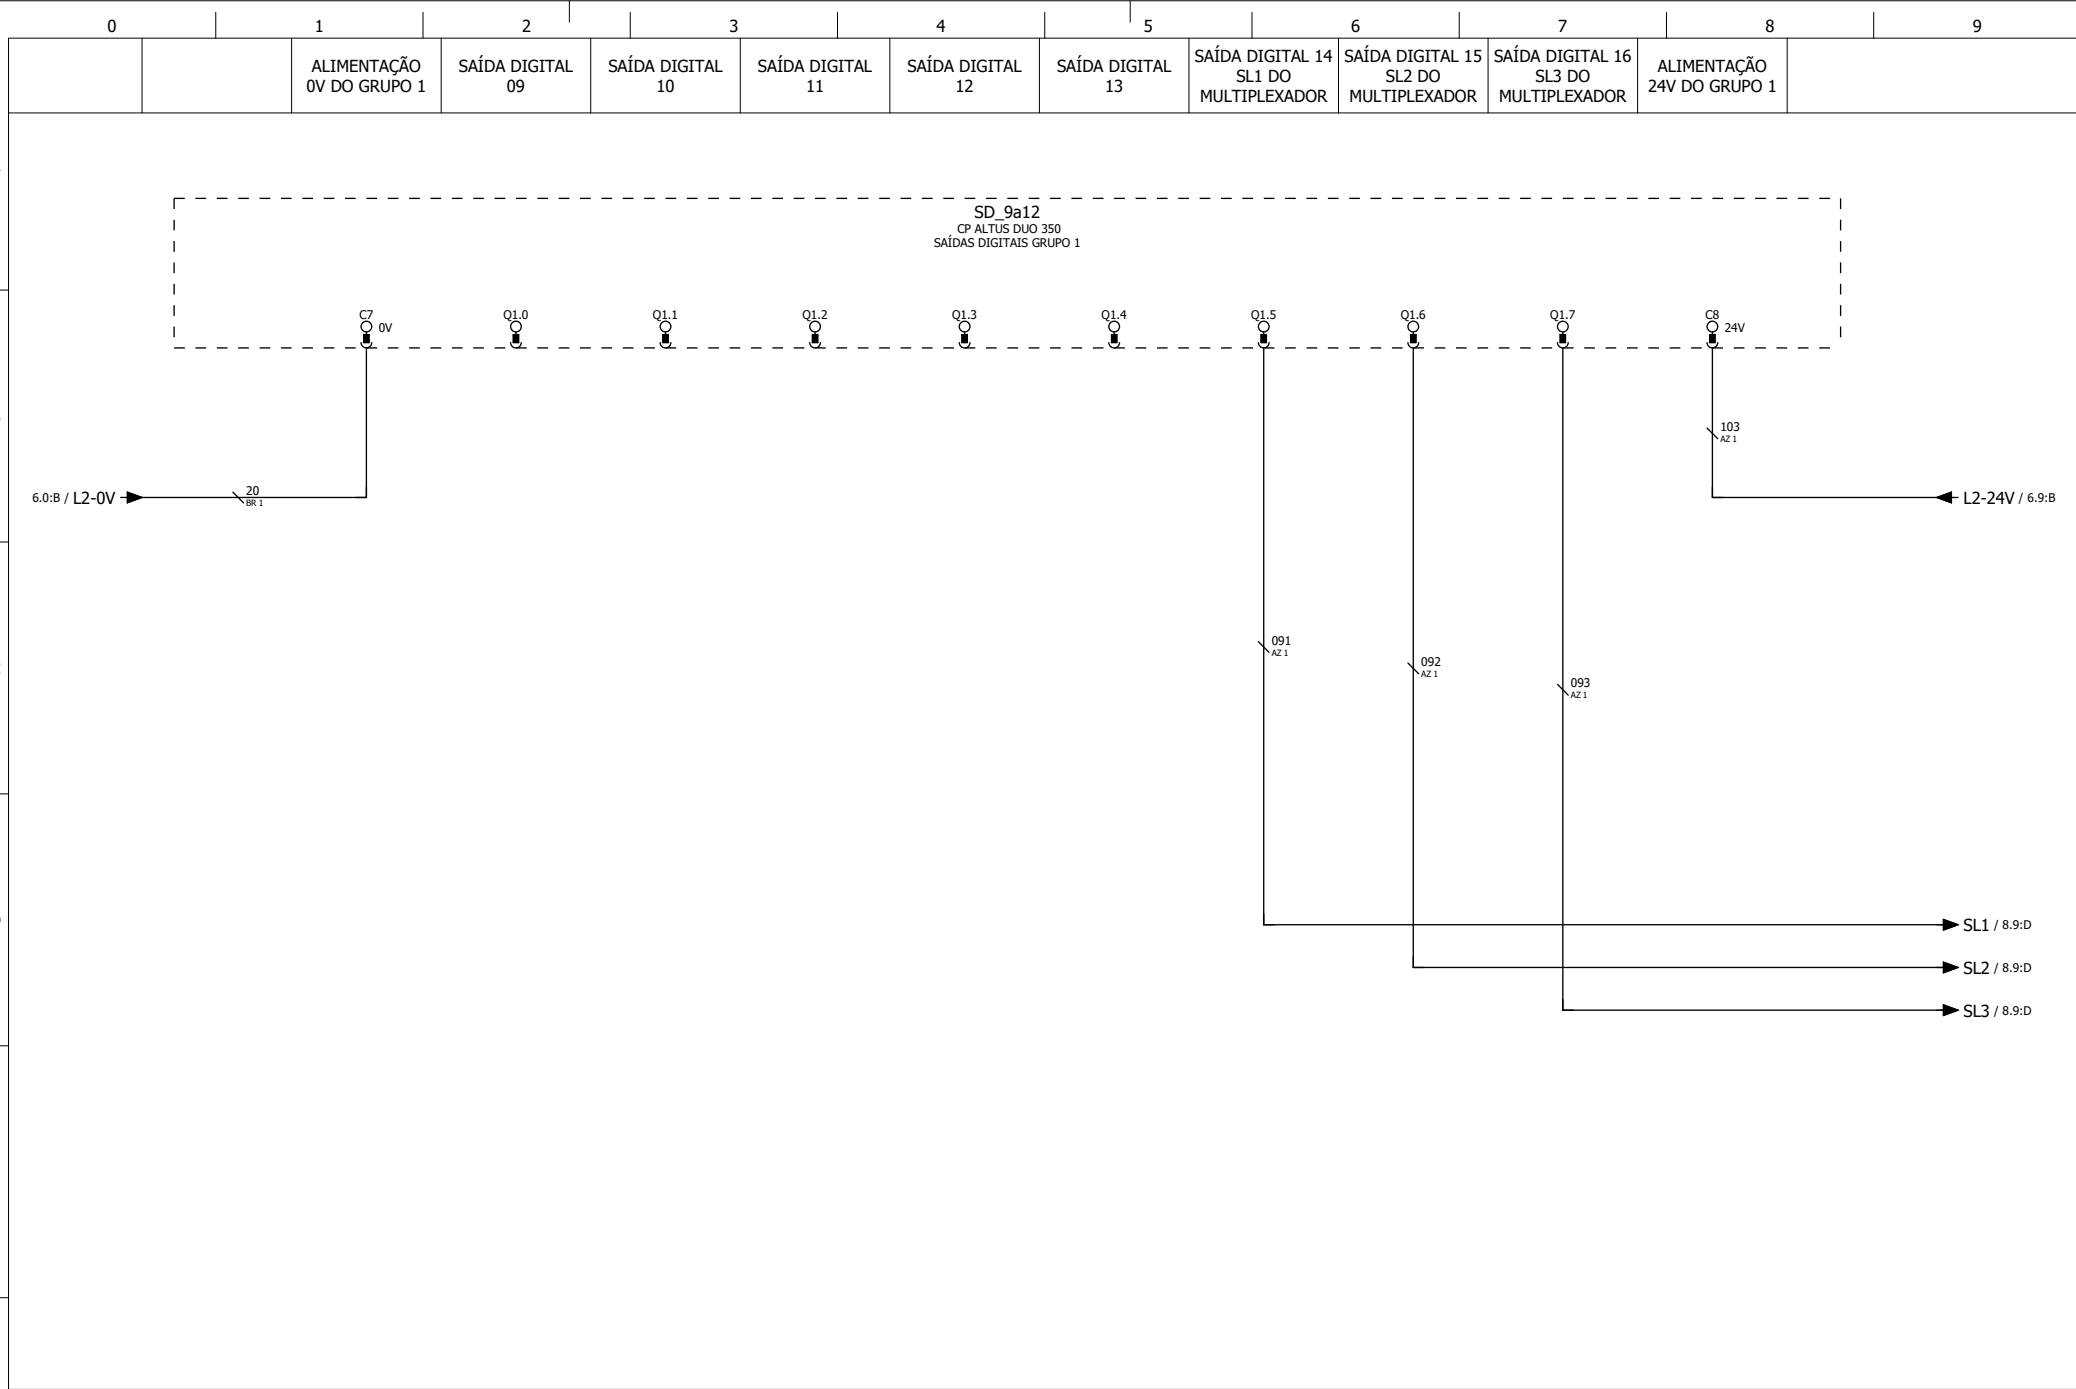 0 1 2 3 4 5 6 7 8 9
ALIMENTAÇÃO
0V DO GRUPO 1
SAÍDA DIGITAL
09
SAÍDA DIGITAL
10
SAÍDA DIGITAL
11
SAÍDA DIGITAL
12
SAÍDA DIGITAL
13
SAÍDA DIGITAL 14
SL1 DO
MULTIPLEXADOR
SAÍDA DIGITAL 15
SL2 DO
MULTIPLEXADOR
SAÍDA DIGITAL 16
SL3 DO
MULTIPLEXADOR
ALIMENTAÇÃO
24V DO GRUPO 1
SD_9a12
CP ALTUS DUO 350
SAÍDAS DIGITAIS GRUPO 1
C7 Q1.0 Q1.1 Q1.2 Q1.3 Q1.4 Q1.5 Q1.6 Q1.7 C8
0V 24V
103
AZ 1
6.0:B / L2-0V
20
BR 1
L2-24V / 6.9:B
091
AZ 1
092
AZ 1
093
AZ 1
SL1 / 8.9:D
SL2 / 8.9:D
SL3 / 8.9:D